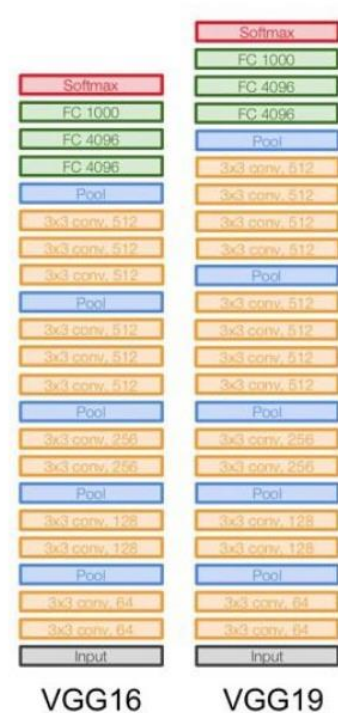 Softmax
FC 1000
FC 4096
FC 4096
Pool
3x3 conv, 512
3x3 conv, 512
3x3 conv, 512
Pool
3x3 conv, 512
3x3 conv, 512
3x3 conv, 512
Pool
3x3 conv, 256
3x3 conv, 256
Pool
3x3 conv, 128
3x3 conv, 128
Pool
3x3 conv, 64
3x3 conv, 64
Input
VGG16
Softmax
FC 1000
FC 4096
FC 4096
Pool
3x3 conv, 512
3x3 conv, 512
3x3 conv, 512
3x3 conv, 512
Pool
3x3 conv, 512
3x3 conv, 512
3x3 conv, 512
3x3 conv, 512
Pool
3x3 conv, 256
3x3 conv, 256
Pool
3x3 conv, 128
3x3 conv, 128
Pool
3x3 conv, 64
3x3 conv, 64
Input
VGG19